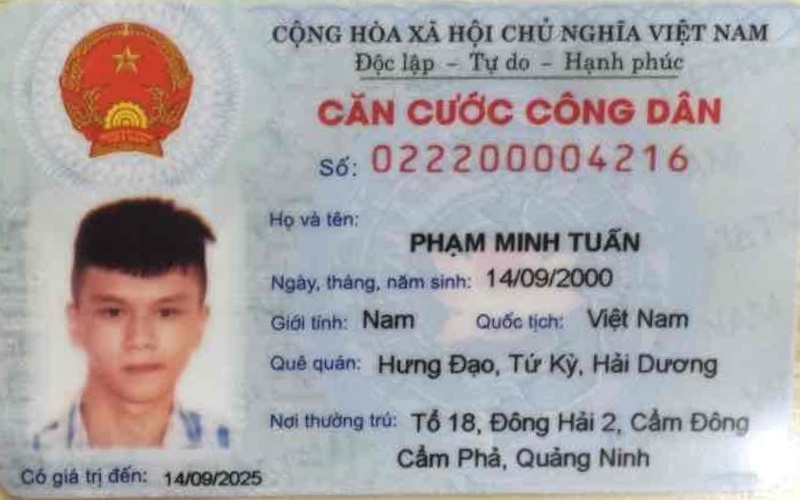 CỘNG HÒA XÃ HỘI CHỦ NGHĨA VIỆT NAM
Độc lập – Tự do – Hạnh phúc
CĂN CƯỚC CÔNG DÂN
Số: 022200004216
Họ và tên:
PHẠM MINH TUẤN
Ngày, tháng, năm sinh: 14/09/2000
Giới tính: Nam Quốc tịch: Việt Nam
Quê quán: Hưng Đạo, Tứ Kỳ, Hải Dương
Nơi thường trú: Tổ 18, Đông Hải 2, Cẩm Đông
Cẩm Phả, Quảng Ninh
Có giá trị đến: 14/09/2025